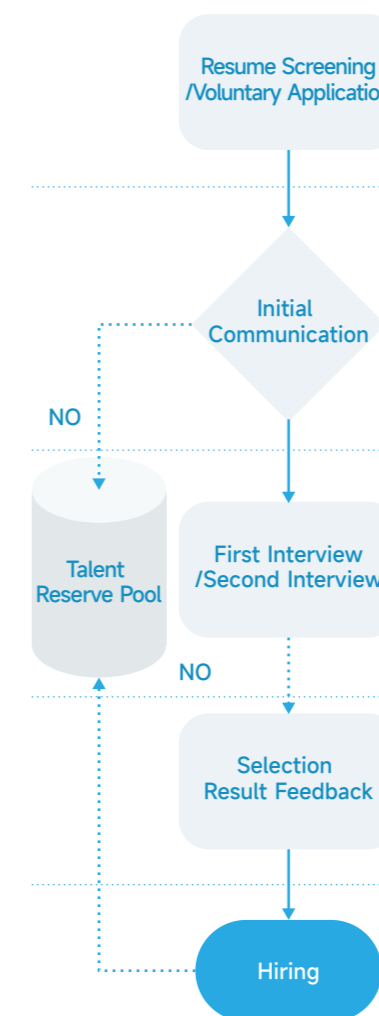 Resume Screening
/Voluntary Applicatio
Initial
Communication
NO
Talent
Reserve Pool
First Interview
/Second Interview
NO
Selection
Result Feedback
Hiring